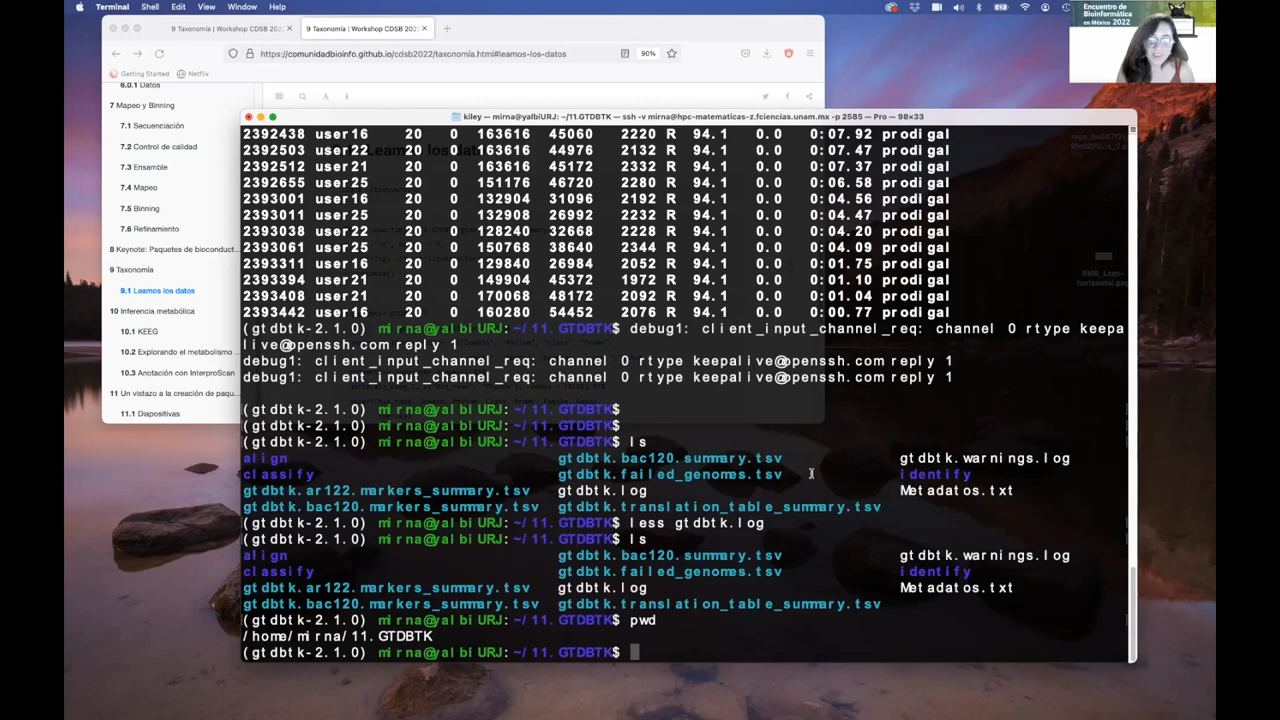 Terminal Shell Edit View Window Help
Encuentro de
Bioinformática
en México 2022
9 Taxonomía | Workshop CDSB 202
9 Taxonomía | Workshop CDSB 202
https://comunidadbioinfo.github.io/cdsb2022/taxonomía.html#leamos-los-datos
90%
Getting Started Netflix
6.0.1 Datos
7 Mapeo y Binning
7.1 Secuenciación
7.2 Control de calidad
7.3 Ensamble
7.4 Mapeo
7.5 Binning
7.6 Refinamiento
8 Keynote: Paquetes de bioconduct...
9 Taxonomía
9.1 Leamos los datos
10 Inferencia metabólica
10.1 KEEG
10.2 Explorando el metabolismo ...
10.3 Anotación con InterProScan
11 Un vistazo a la creación de paqu...
11.1 Diapositivas
kiley — mirna@yalbiURJ: ~/11.GTDBTK — ssh -v mirna@hpc-matematicas-z.fciencias.unam.mx -p 2585 — Pro — 98×33
2392438 user16 20 0 163616 45060 2220 R 94.1 0.0 0:07.92 prodigal
2392503 user22 20 0 163616 44976 2132 R 94.1 0.0 0:07.47 prodigal
2392512 user21 20 0 163616 45172 2200 R 94.1 0.0 0:07.37 prodigal
2392655 user25 20 0 151176 46920 2280 R 94.1 0.0 0:06.58 prodigal
2393001 user16 20 0 132904 31068 2192 R 94.1 0.0 0:04.56 prodigal
2393011 user25 20 0 132908 26992 2232 R 94.1 0.0 0:04.47 prodigal
2393038 user22 20 0 128240 32608 2228 R 94.1 0.0 0:04.20 prodigal
2393061 user25 20 0 150768 38640 2344 R 94.1 0.0 0:04.09 prodigal
2393311 user16 20 0 129840 26984 2052 R 94.1 0.0 0:01.75 prodigal
2393394 user21 20 0 149904 34176 R 94.1 0.0 0:01.10 prodigal
2393408 user21 20 0 170068 48172 R 94.1 0.0 0:01.04 prodigal
2393442 user16 20 0 160280 34432 2076 R 94.1 0.0 0:00.77 prodigal
(gtdbtk-2.1.0) mirna@yalbiURJ:~/11.GTDBTK$ debug1: client_input_channel_req: channel 0 rtype keepa
live@openssh.com reply 1
debug1: client_input_channel_req: channel 0 rtype keepalive@openssh.com reply 1
debug1: client_input_channel_req: channel 0 rtype keepalive@openssh.com reply 1
(gtdbtk-2.1.0) mirna@yalbiURJ:~/11.GTDBTK$
(gtdbtk-2.1.0) mirna@yalbiURJ:~/11.GTDBTK$
(gtdbtk-2.1.0) mirna@yalbiURJ:~/11.GTDBTK$ ls
align gtdbtk.bac120.summary.tsv gtdbtk.warnings.log
classify gtdbtk.failed_genomes.tsv identify
gtdbtk.ar122.markers_summary.tsv gtdbtk.log Metadatos.txt
gtdbtk.bac120.markers_summary.tsv gtdbtk.translation_table_summary.tsv
(gtdbtk-2.1.0) mirna@yalbiURJ:~/11.GTDBTK$ less gtdbtk.log
(gtdbtk-2.1.0) mirna@yalbiURJ:~/11.GTDBTK$ ls
align gtdbtk.bac120.summary.tsv gtdbtk.warnings.log
classify gtdbtk.failed_genomes.tsv identify
gtdbtk.ar122.markers_summary.tsv gtdbtk.log Metadatos.txt
gtdbtk.bac120.markers_summary.tsv gtdbtk.translation_table_summary.tsv
(gtdbtk-2.1.0) mirna@yalbiURJ:~/11.GTDBTK$ pwd
/home/mirna/11.GTDBTK
(gtdbtk-2.1.0) mirna@yalbiURJ:~/11.GTDBTK$